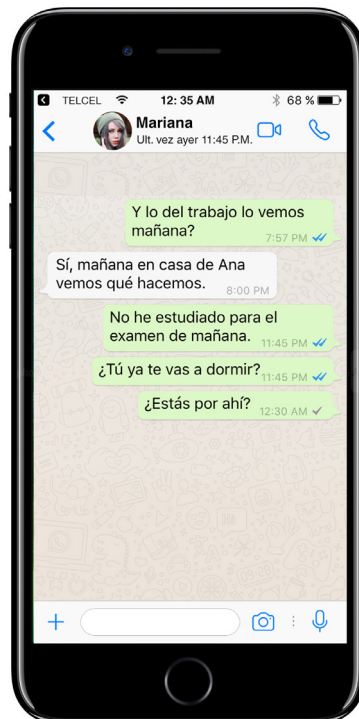 TELCEL 12: 35 AM 68 %
Mariana
Ult. vez ayer 11:45 P.M.
Y lo del trabajo lo vemos
mañana?
7:57 PM
Sí, mañana en casa de Ana
vemos qué hacemos.
8:00 PM
No he estudiado para el
examen de mañana.
11:45 PM
¿Tú ya te vas a dormir?
11:45 PM
¿Estás por ahí?
12:30 AM